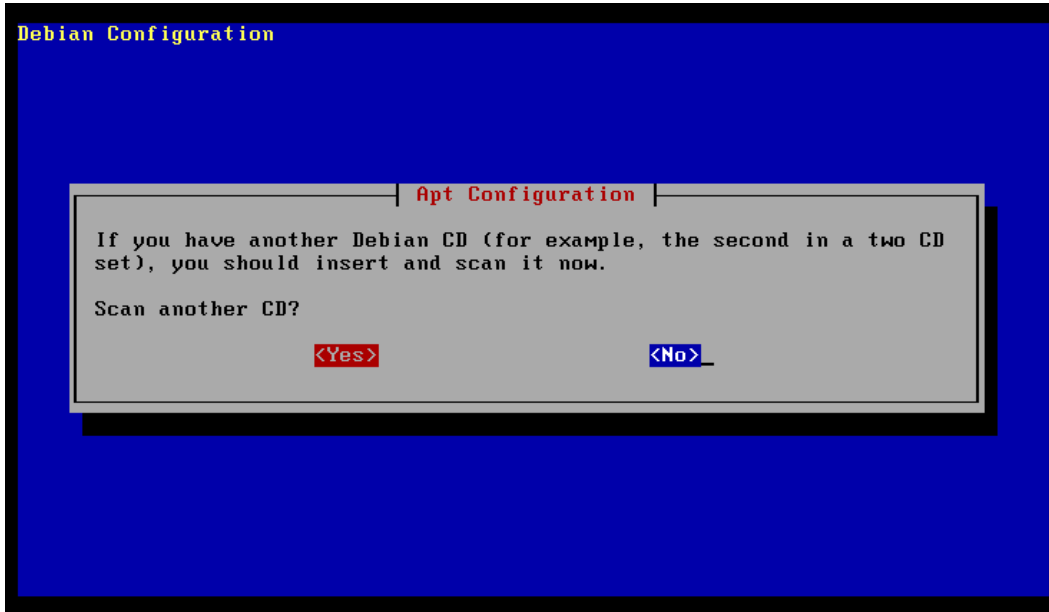 Debian Configuration
Apt Configuration
If you have another Debian CD (for example, the second in a two CD
set), you should insert and scan it now.
Scan another CD?
<Yes> <No>